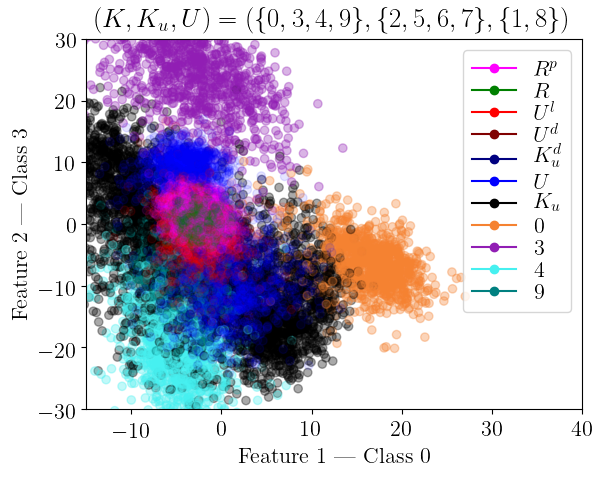 (K, K_u, U) = ({0, 3, 4, 9}, {2, 5, 6, 7}, {1, 8})
30
20
10
0
−10
−20
−30
Feature 2 — Class 3
−10
0
10
20
30
40
Feature 1 — Class 0
R^p
R
U^l
U^d
K_u^d
U
K_u
0
3
4
9